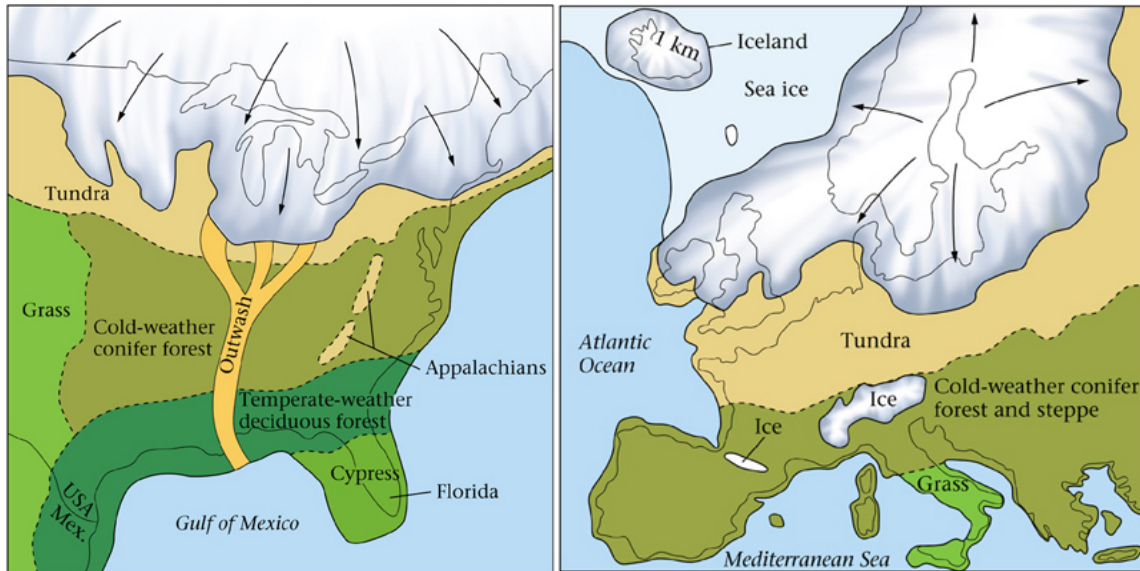 Tundra
Grass
Cold-weather
conifer forest
Outwash
Appalachians
Temperate-weather
deciduous forest
Cypress
Florida
USA
Mex.
Gulf of Mexico
1 km
Iceland
Sea ice
Atlantic
Ocean
Tundra
Ice
Cold-weather conifer
forest and steppe
Ice
Grass
Mediterranean Sea